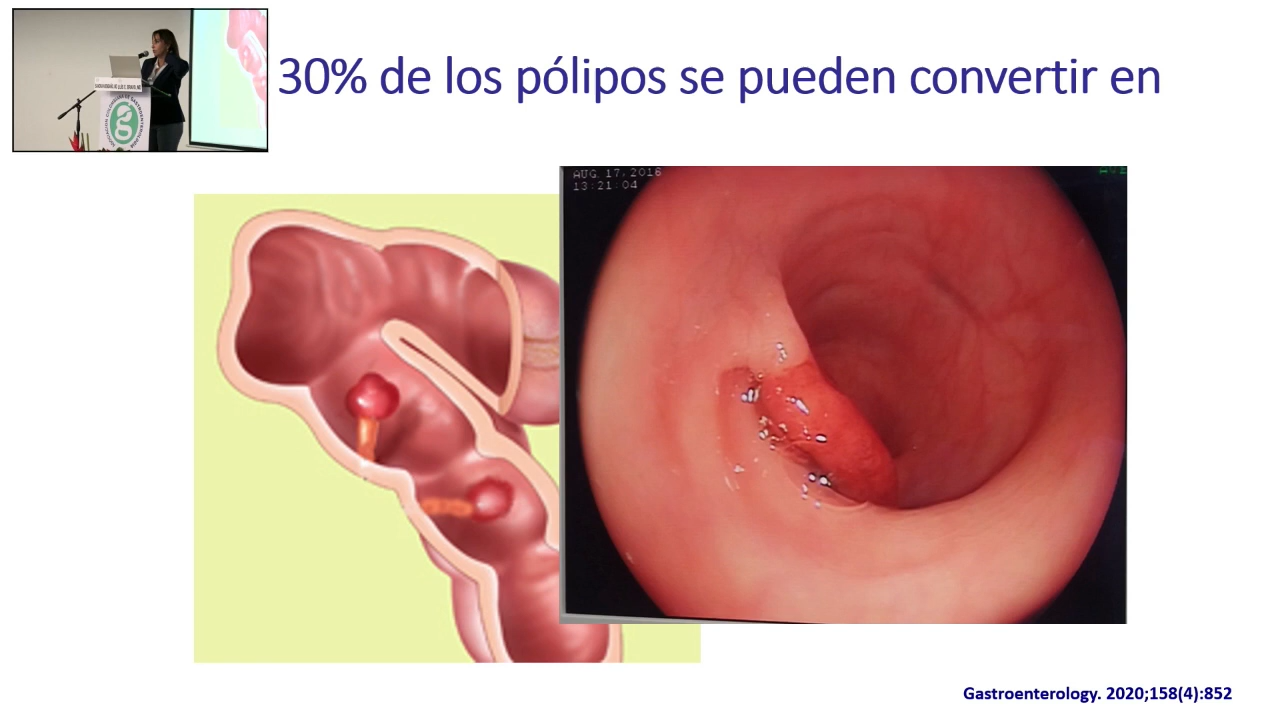 30% de los pólipos se pueden convertir en
AUG. 17. 2016
13:21:04
Gastroenterology. 2020;158(4):852